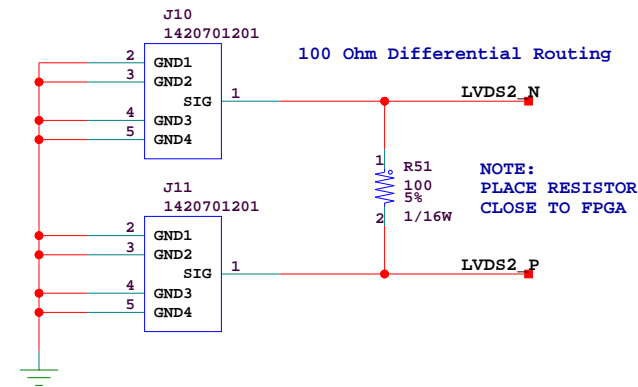 J10
1420701201
100 Ohm Differential Routing
2 GND1
3 GND2
SIG 1
4 GND3
5 GND4
LVDS2_N
1 R51
100
5%
2 1/16W
NOTE:
PLACE RESISTOR
CLOSE TO FPGA
J11
1420701201
2 GND1
3 GND2
SIG 1
4 GND3
5 GND4
LVDS2_P